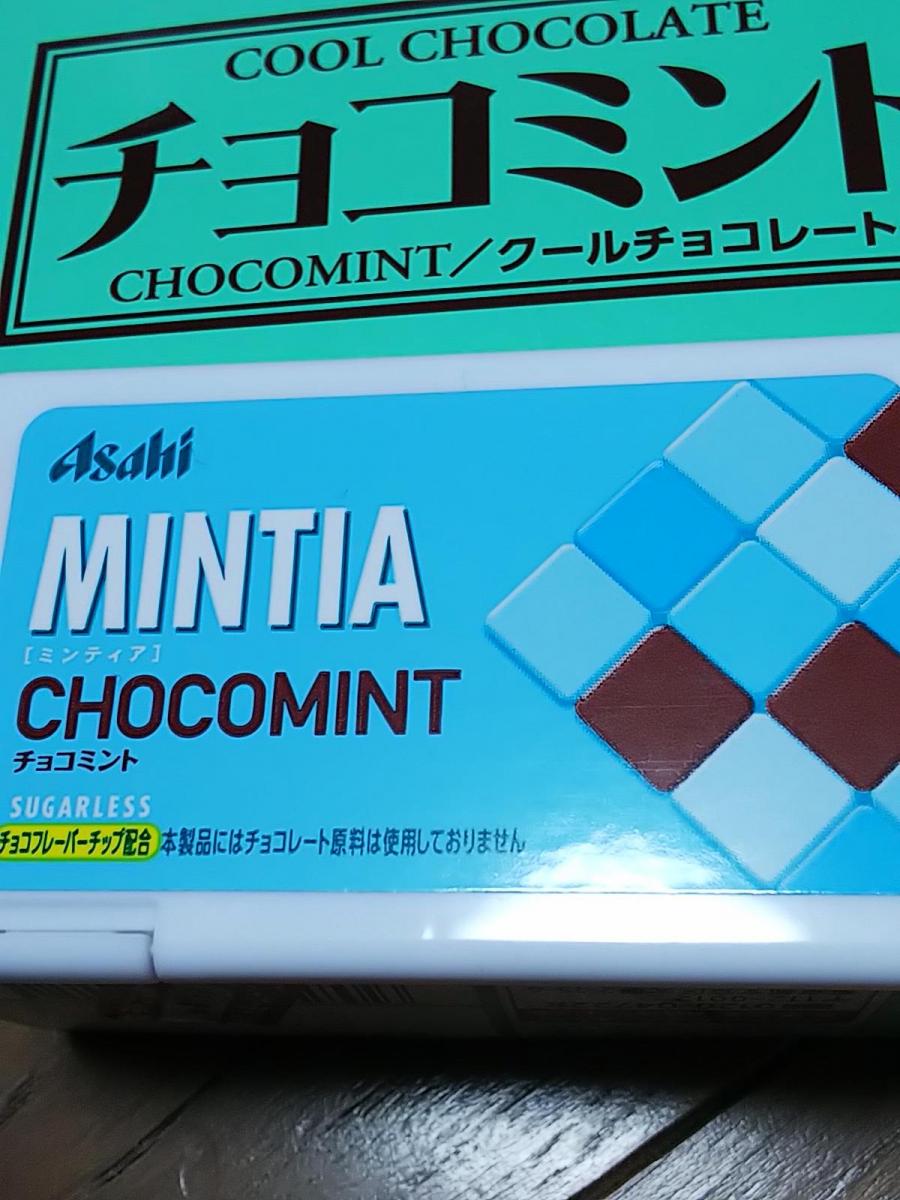 COOL CHOCOLATE
チョコミント
CHOCOMINT／クールチョコレート
Asahi
MINTIA
[ミンティア]
CHOCOMINT
チョコミント
SUGARLESS
チョコフレーバーチップ配合 本製品にはチョコレート原料は使用しておりません